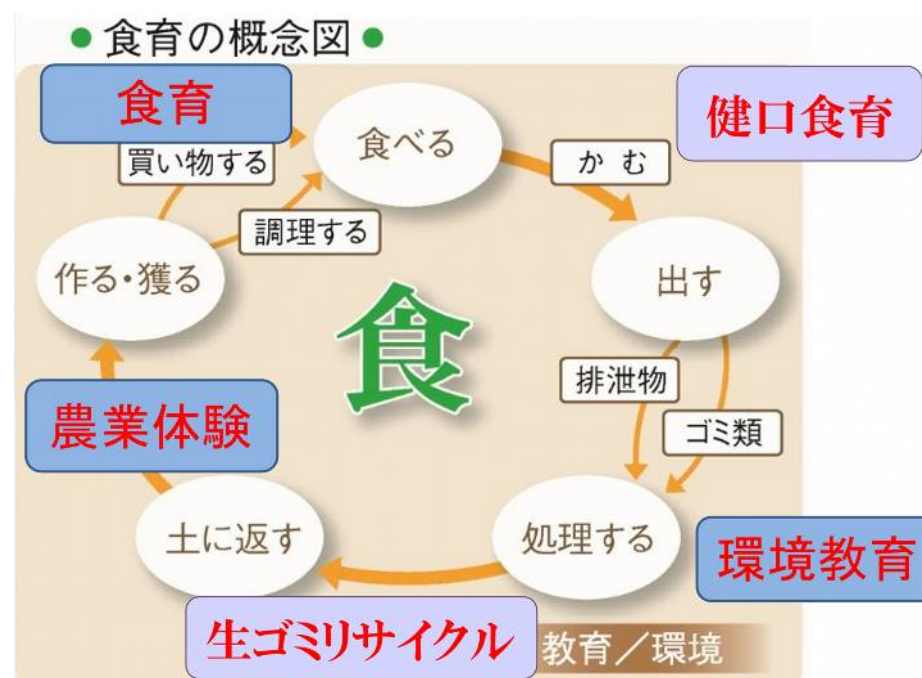 ● 食育の概念図 ●
食育
健口食育
食べる
買い物する
かむ
調理する
作る・獲る
出す
食
排泄物
農業体験
ゴミ類
土に返す
処理する
環境教育
生ゴミリサイクル
教育／環境